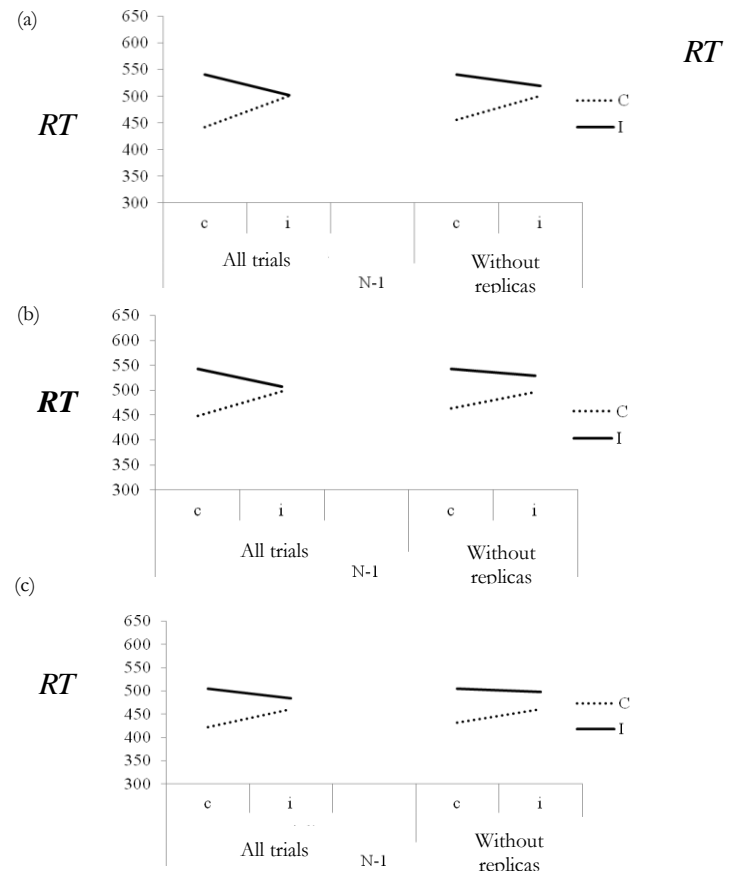 (a)
RT
RT
650
600
550
500
450
400
350
300
C
I
c i c i
All trials Without
replicas
N-1
(b)
RT
650
600
550
500
450
400
350
300
C
I
c i c i
All trials Without
replicas
N-1
(c)
RT
650
600
550
500
450
400
350
300
C
I
c i c i
All trials Without
replicas
N-1